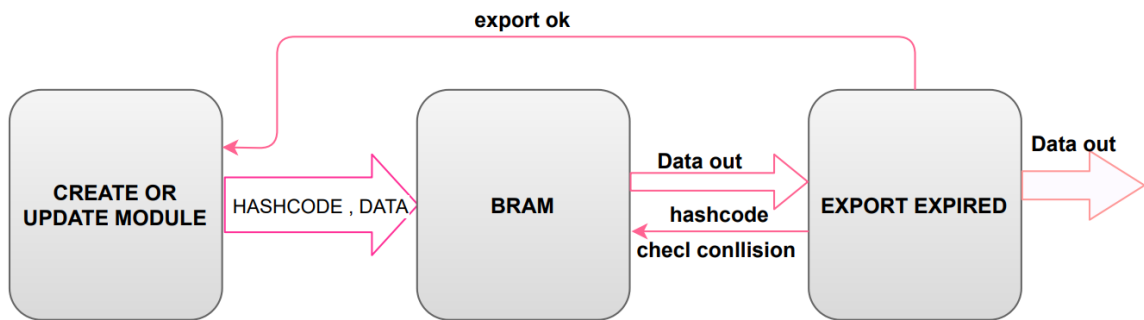 export ok
CREATE OR
UPDATE MODULE
HASHCODE , DATA
BRAM
Data out
hashcode
checl conllision
EXPORT EXPIRED
Data out